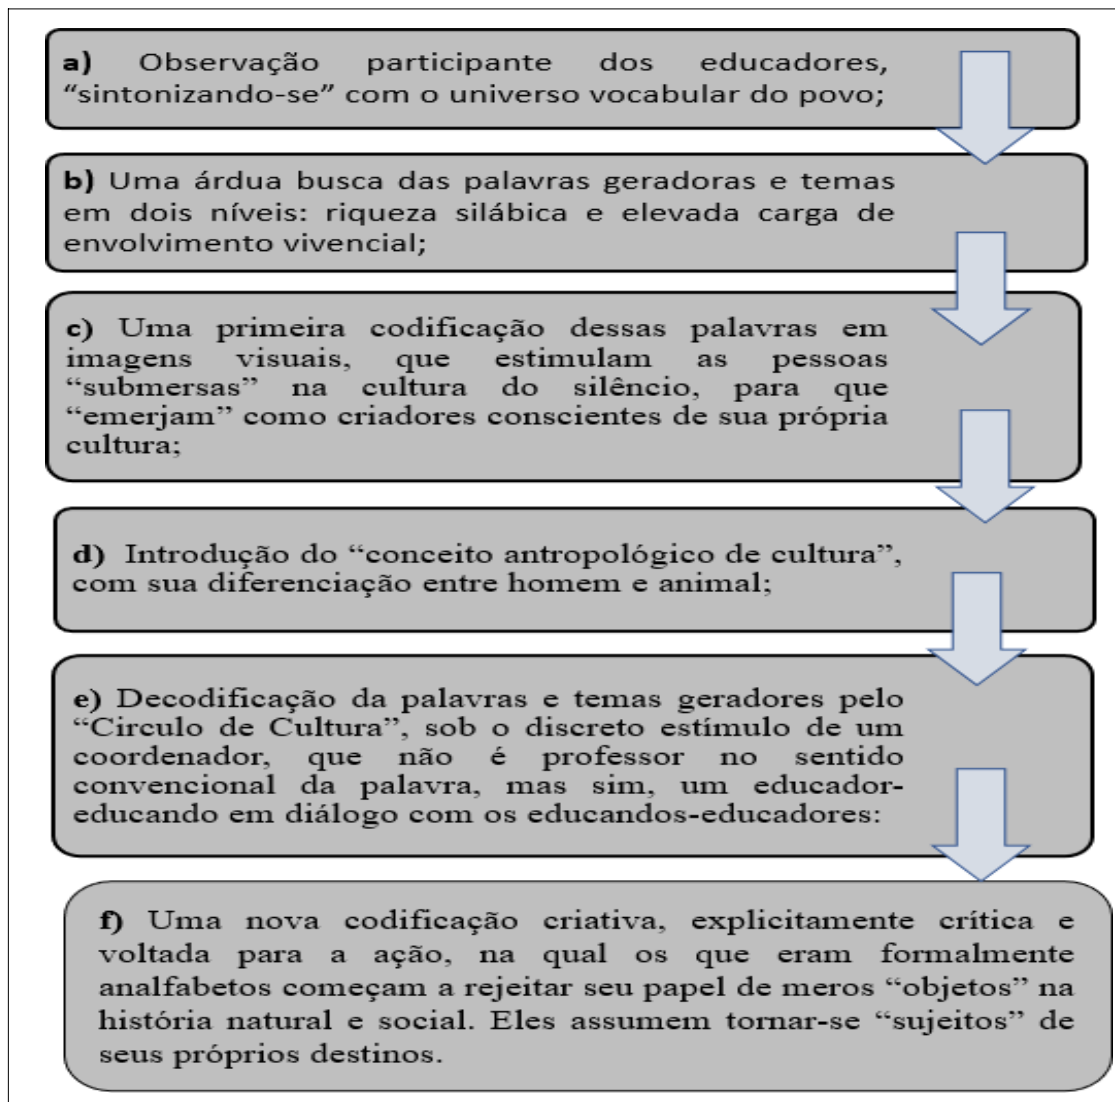 a) Observação participante dos educadores,
“sintonizando-se” com o universo vocabular do povo;
b) Uma árdua busca das palavras geradoras e temas
em dois níveis: riqueza silábica e elevada carga de
envolvimento vivencial;
c) Uma primeira codificação dessas palavras em
imagens visuais, que estimulam as pessoas
“submersas” na cultura do silêncio, para que
“emerjam” como criadores conscientes de sua própria
cultura;
d) Introdução do “conceito antropológico de cultura”,
com sua diferenciação entre homem e animal;
e) Decodificação da palavras e temas geradores pelo
“Circulo de Cultura”, sob o discreto estímulo de um
coordenador, que não é professor no sentido
convencional da palavra, mas sim, um educador-
educando em diálogo com os educandos-educadores:
f) Uma nova codificação criativa, explicitamente crítica e
voltada para a ação, na qual os que eram formalmente
analfabetos começam a rejeitar seu papel de meros “objetos” na
história natural e social. Eles assumem tornar-se “sujeitos” de
seus próprios destinos.